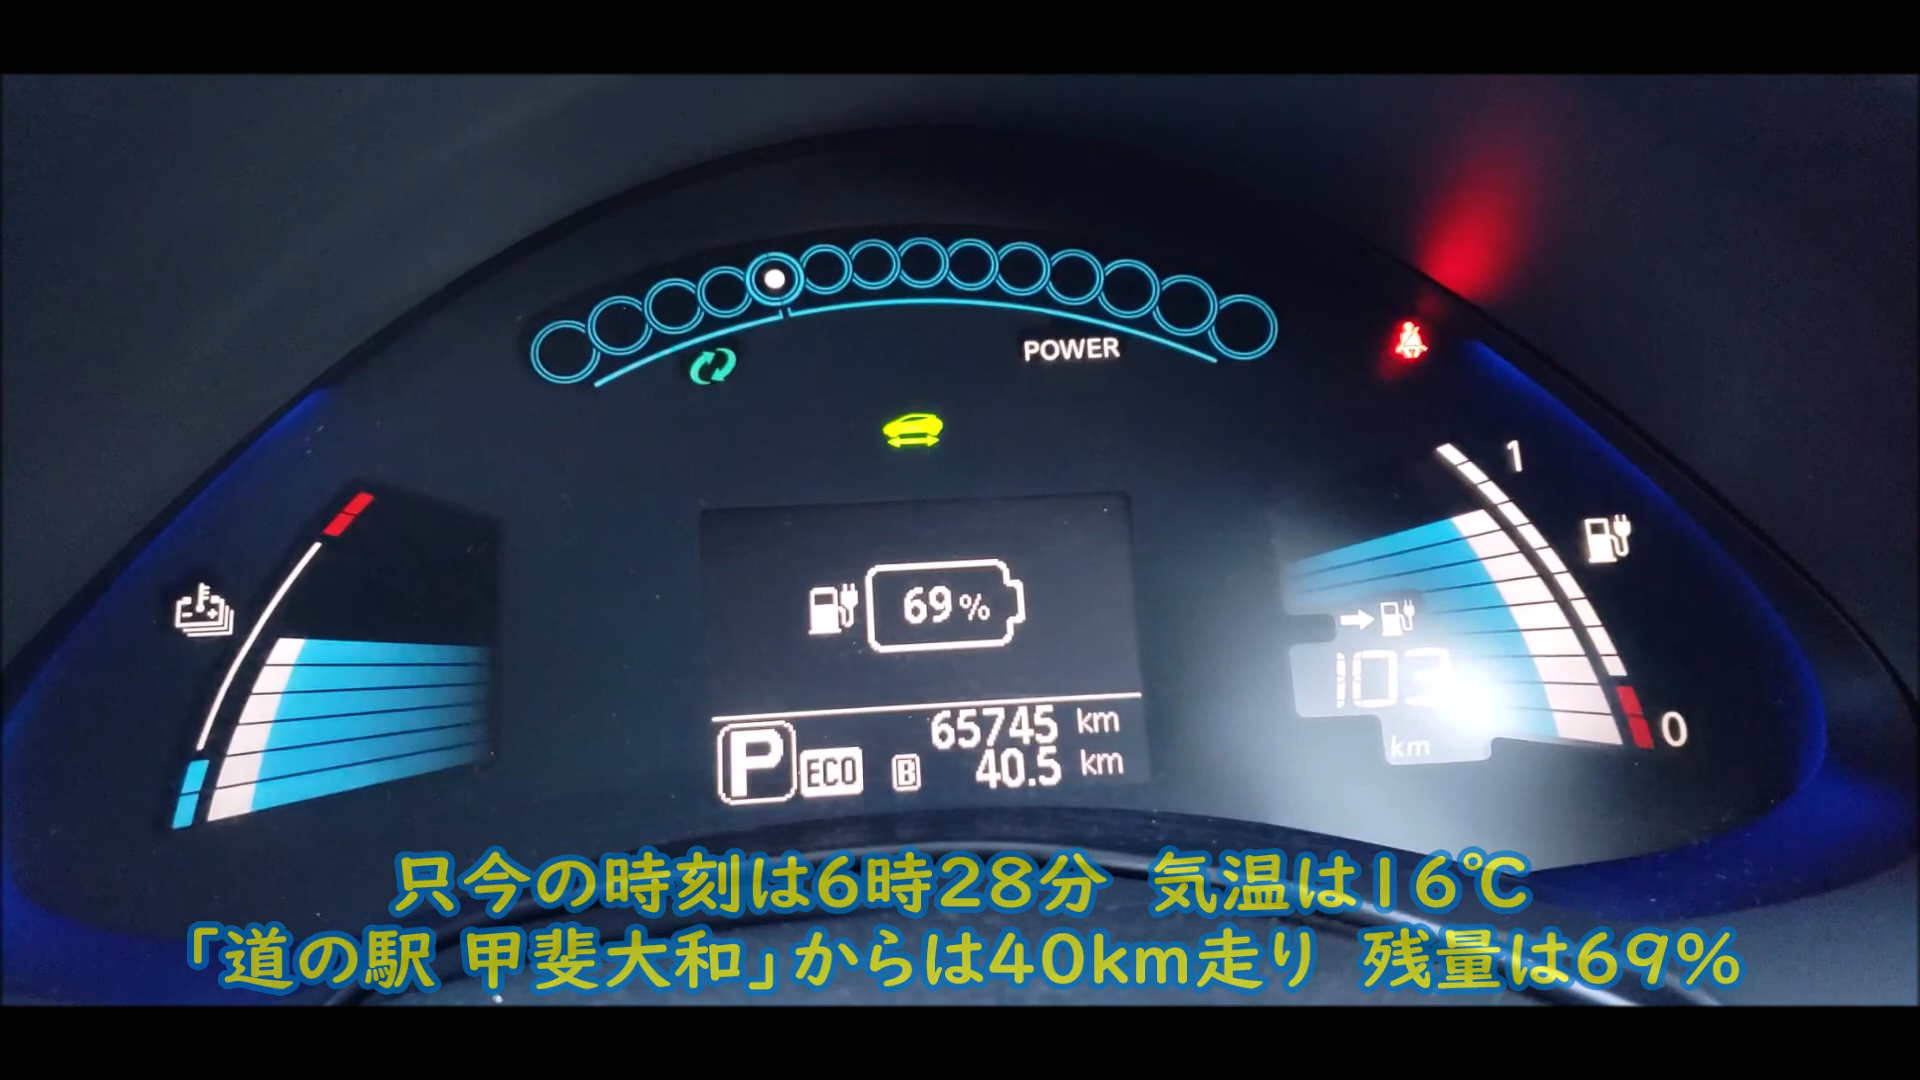 POWER
1
69%
103
km
0
65745 km
P ECO B 40.5 km
只今の時刻は6時28分 気温は16℃
「道の駅 甲斐大和」からは40km走り 残量は69%